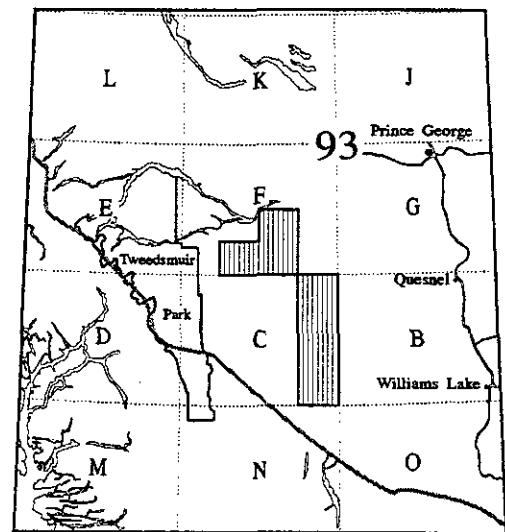 L K J
93 Prince George
E F G
Tweedsmuir
Quesnel
Park
D C B
Williams Lake
M N O